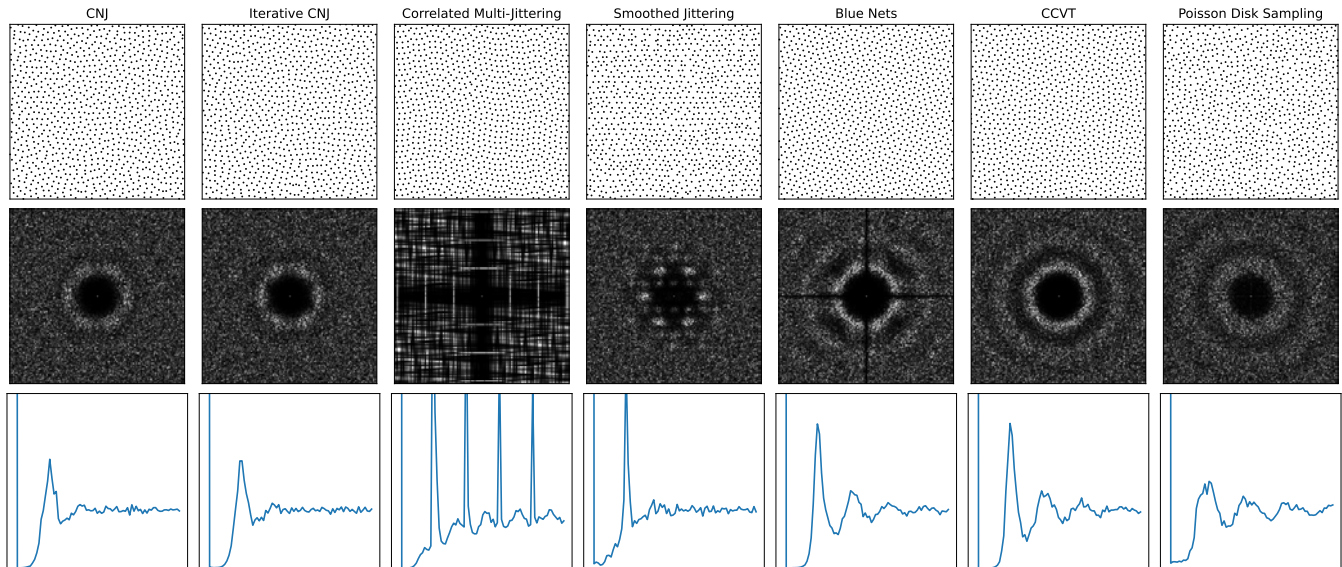 CNJ
Iterative CNJ
Correlated Multi-Jittering
Smoothed Jittering
Blue Nets
CCVT
Poisson Disk Sampling